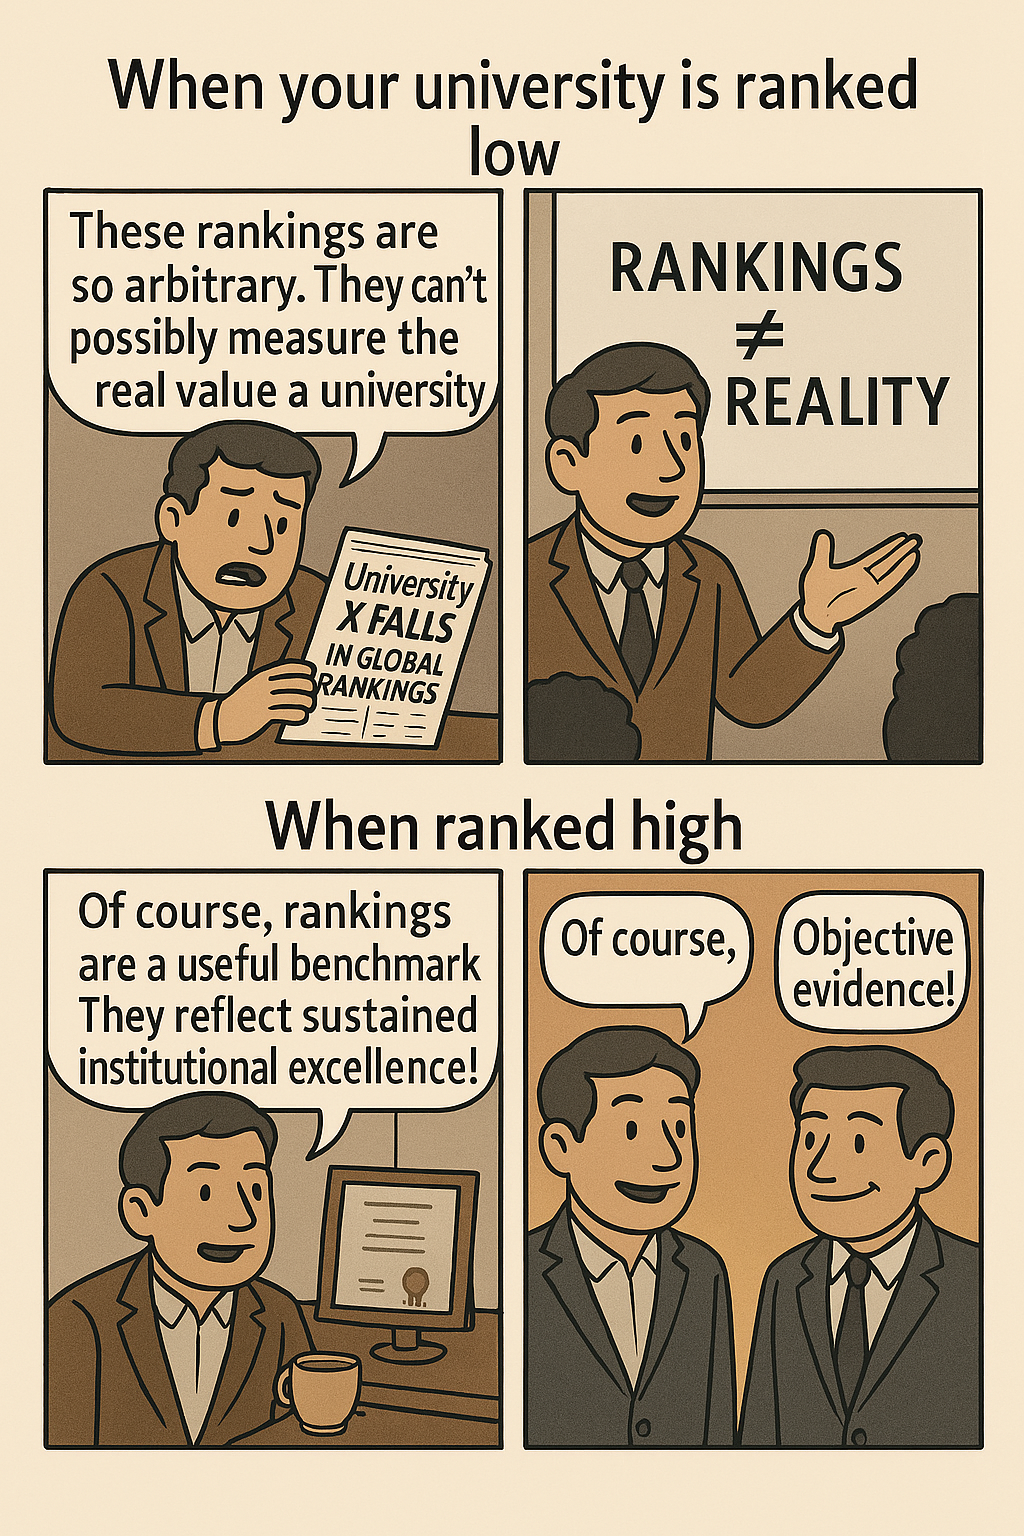 When your university is ranked
low
These rankings are
so arbitrary. They can't
possibly measure the
real value a university
University
X FALLS
IN GLOBAL
RANKINGS
RANKINGS
≠
REALITY
When ranked high
Of course, rankings
are a useful benchmark
They reflect sustained
institutional excellence!
Of course,
Objective
evidence!